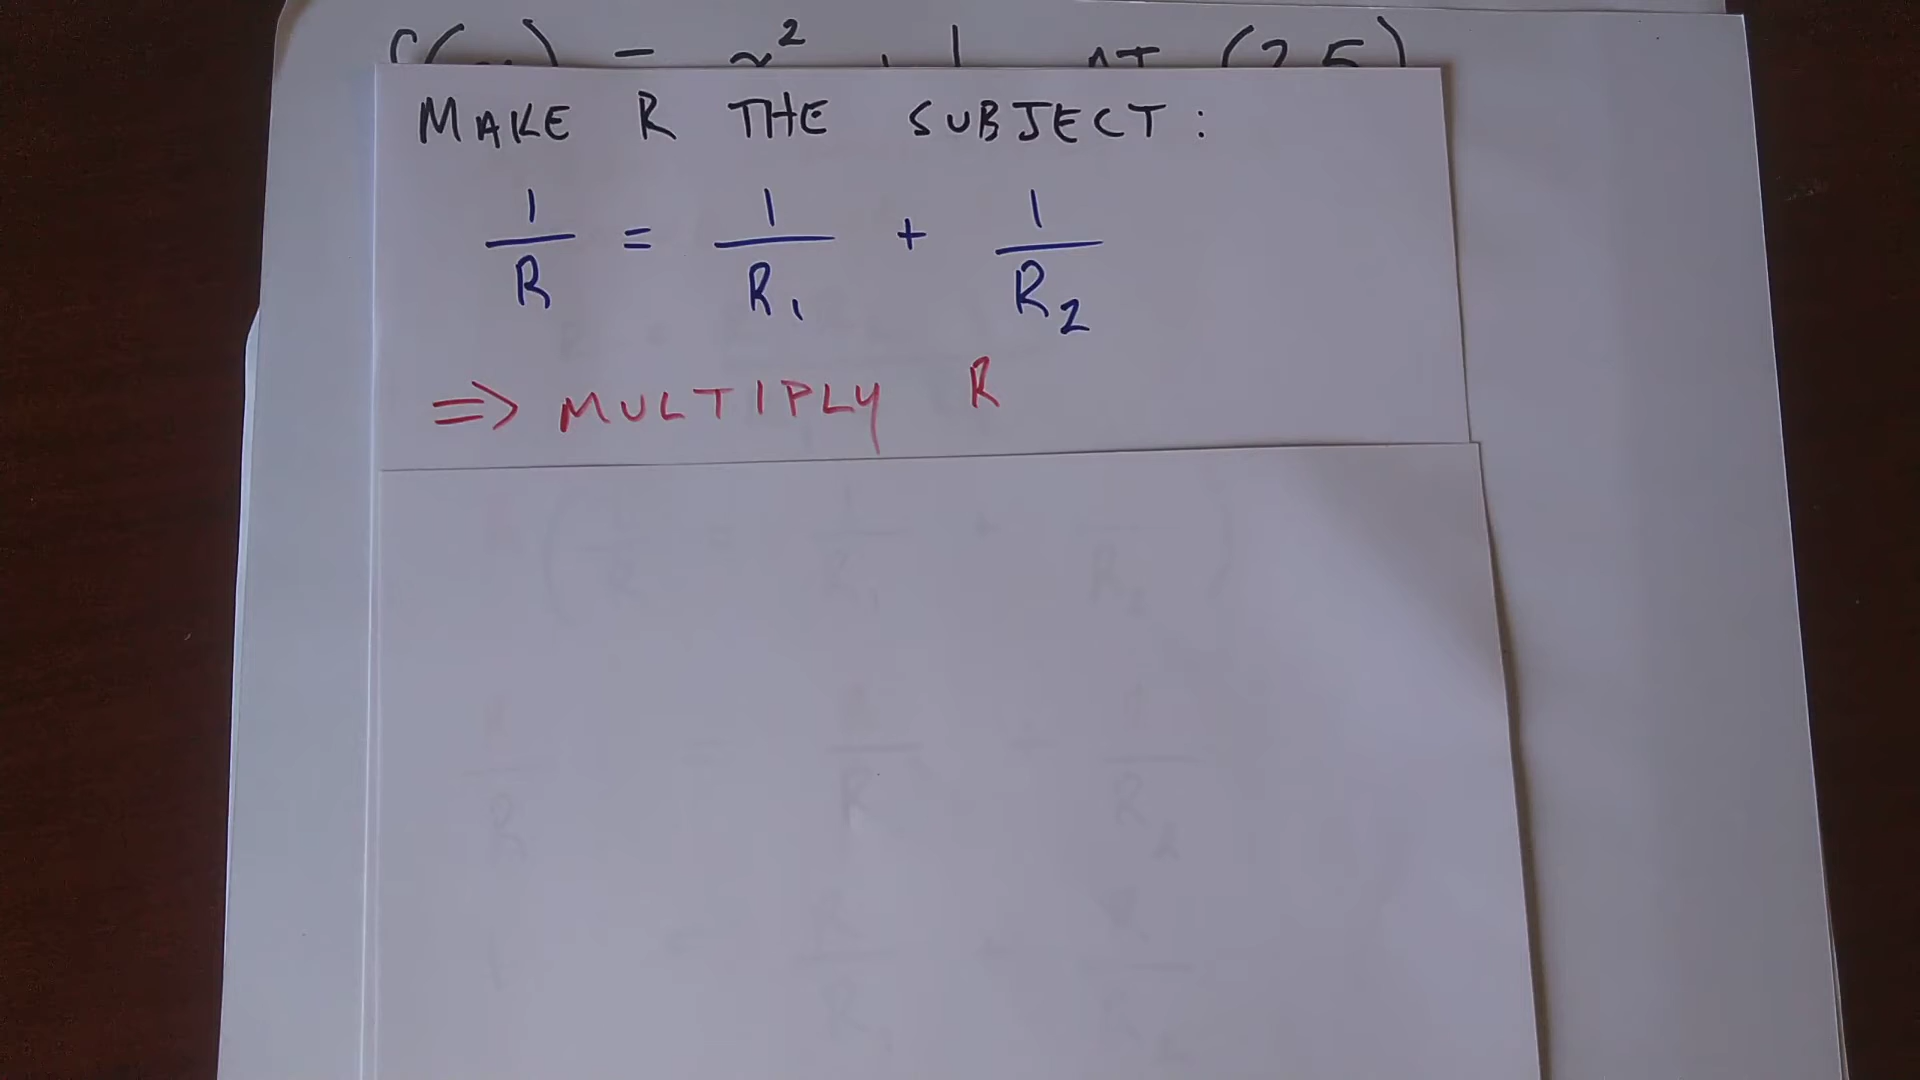 MAKE R THE SUBJECT:
1/R = 1/R₁ + 1/R₂
=> MULTIPLY R